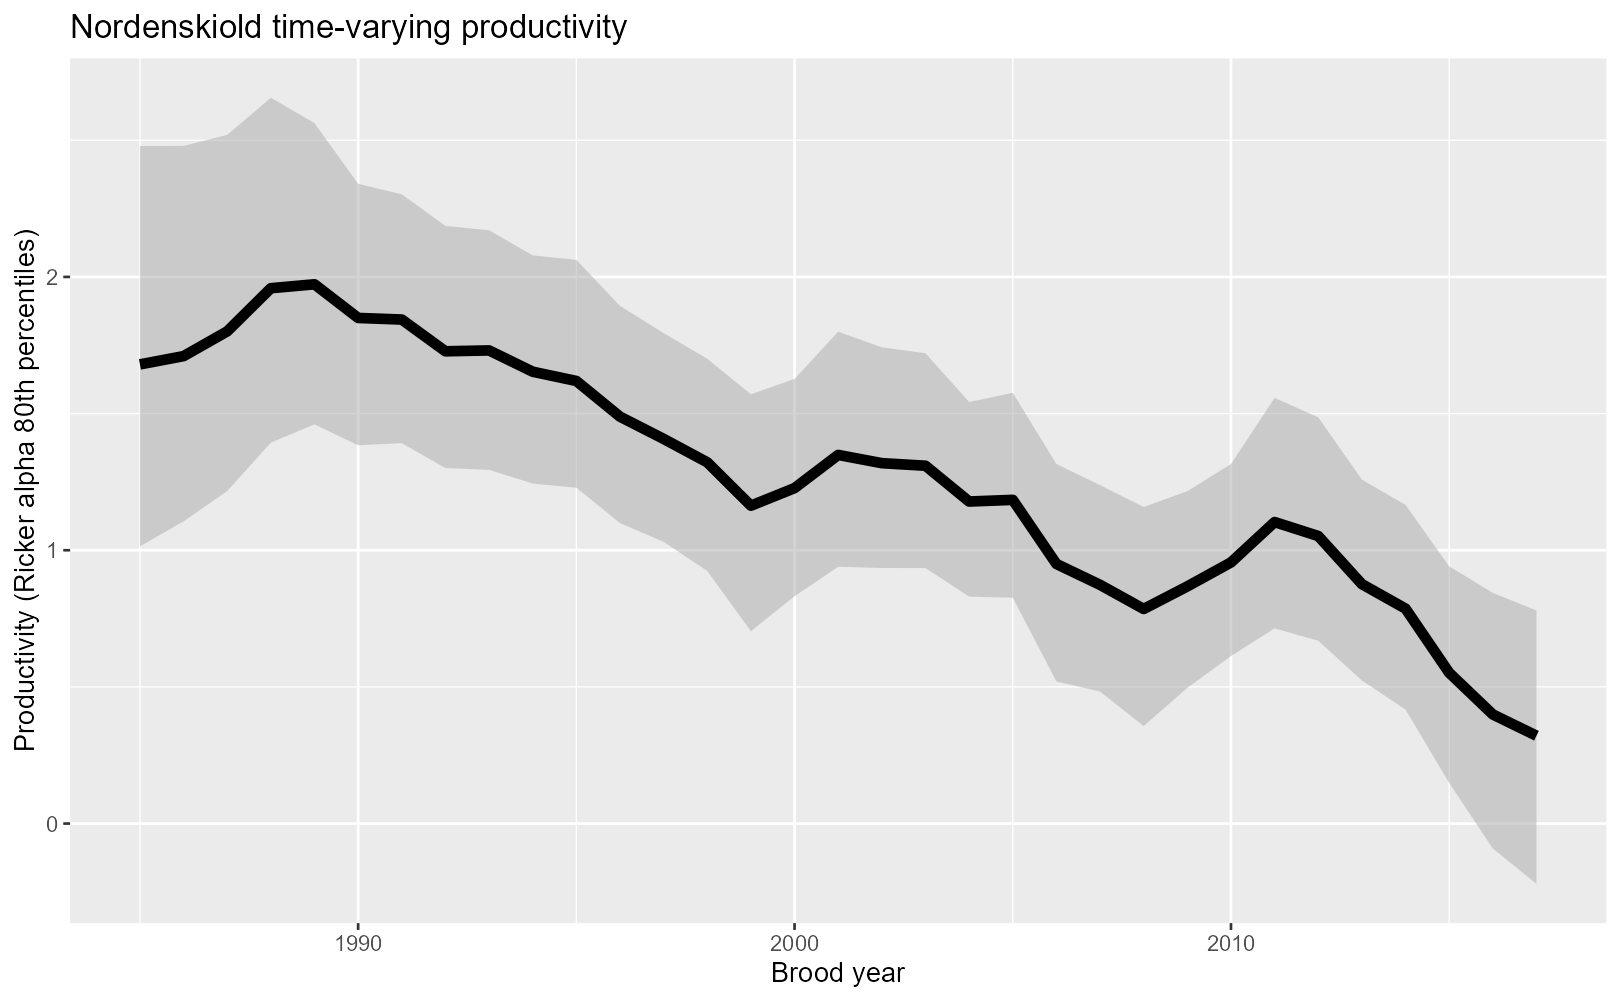 Nordenskiold time-varying productivity
Productivity (Ricker alpha 80th percentiles)
2
1
0
1990
2000
2010
Brood year